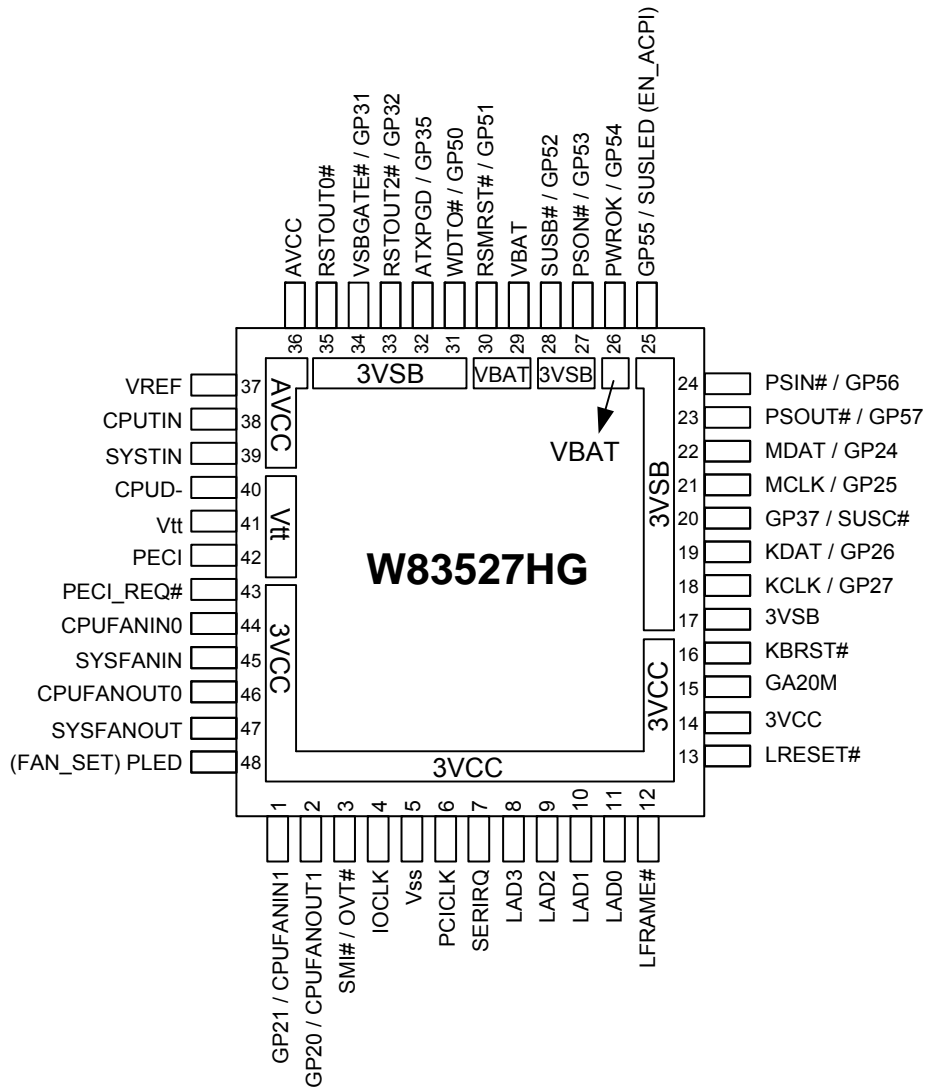 AVCC
RSTOUT0#
VSBGATE# / GP31
RSTOUT2# / GP32
ATXPGD / GP35
WDTO# / GP50
RSMRST# / GP51
VBAT
SUSB# / GP52
PSON# / GP53
PWROK / GP54
GP55 / SUSLED (EN_ACPI)
36
35
34
33
32
31
30
29
28
27
26
25
3VSB
VBAT
3VSB
VBAT
VREF
37
CPUTIN
38
SYSTIN
39
CPUD-
40
Vtt
41
PECI
42
PECI_REQ#
43
CPUFANIN0
44
SYSFANIN
45
CPUFANOUT0
46
SYSFANOUT
47
(FAN_SET) PLED
48
AVCC
Vtt
3VCC
W83527HG
3VSB
3VCC
3VCC
24
PSIN# / GP56
23
PSOUT# / GP57
22
MDAT / GP24
21
MCLK / GP25
20
GP37 / SUSC#
19
KDAT / GP26
18
KCLK / GP27
17
3VSB
16
KBRST#
15
GA20M
14
3VCC
13
LRESET#
1
2
3
4
5
6
7
8
9
10
11
12
GP21 / CPUFANIN1
GP20 / CPUFANOUT1
SMI# / OVT#
IOCLK
Vss
PCICLK
SERIRQ
LAD3
LAD2
LAD1
LAD0
LFRAME#